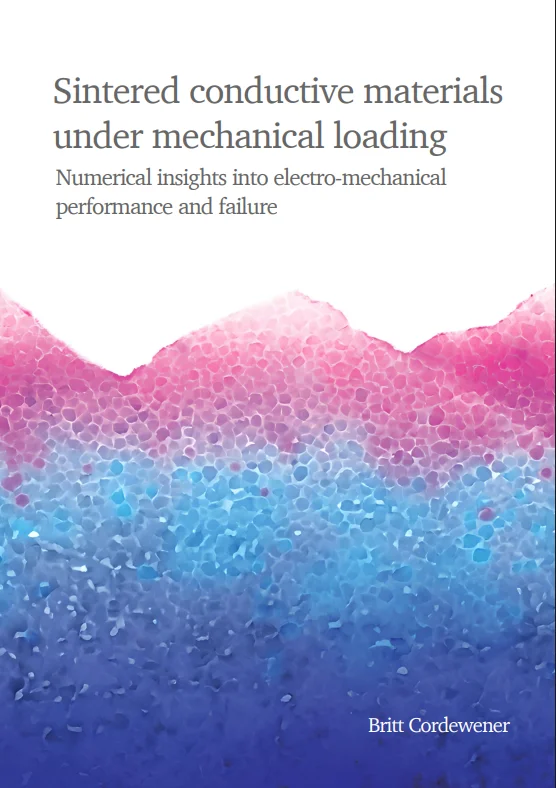 Sintered conductive materials
under mechanical loading
Numerical insights into electro-mechanical
performance and failure
Britt Cordewener